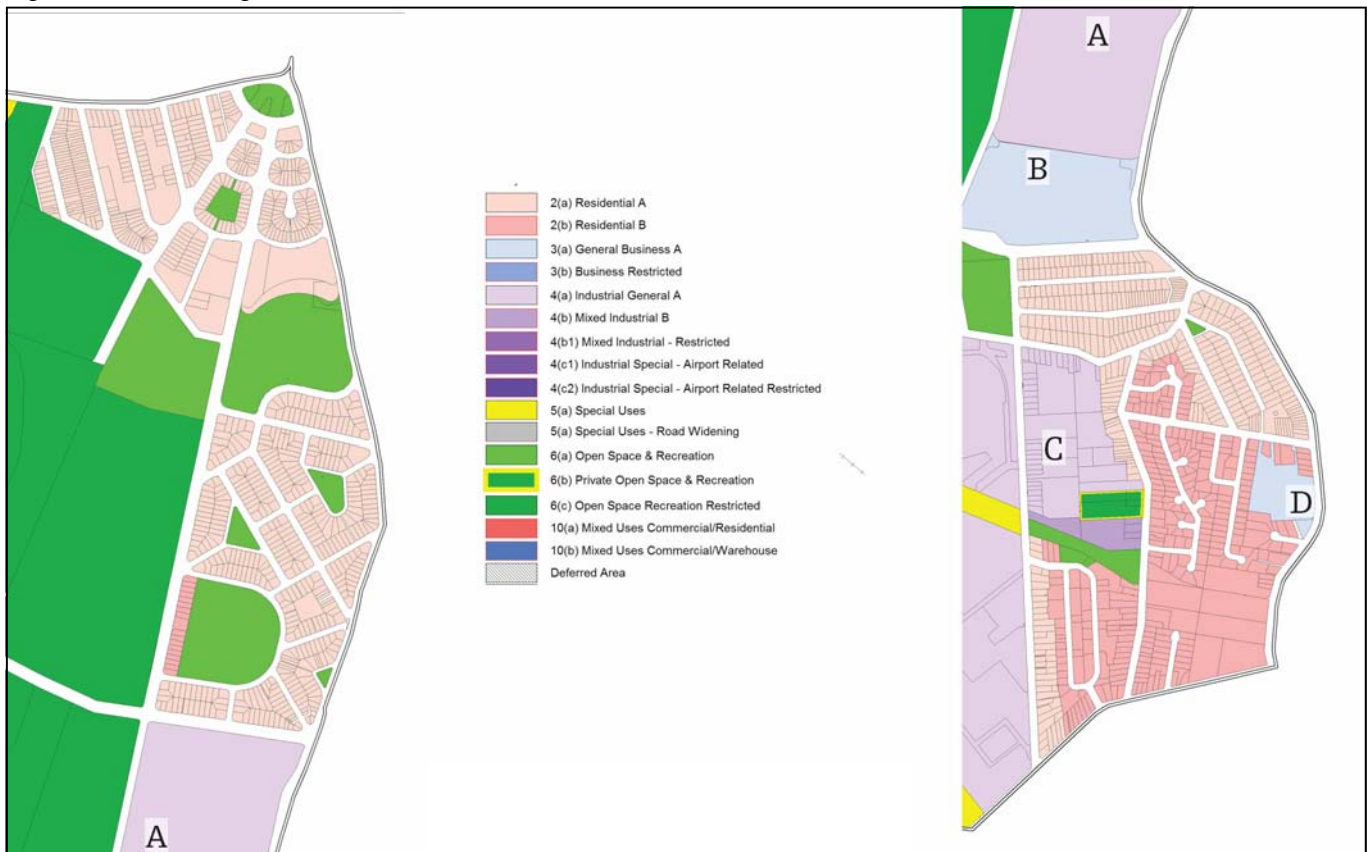 A
2(a) Residential A
2(b) Residential B
3(a) General Business A
3(b) Business Restricted
4(a) Industrial General A
4(b) Mixed Industrial B
4(b1) Mixed Industrial - Restricted
4(c1) Industrial Special - Airport Related
4(c2) Industrial Special - Airport Related Restricted
5(a) Special Uses
5(a) Special Uses - Road Widening
6(a) Open Space & Recreation
6(b) Private Open Space & Recreation
6(c) Open Space Recreation Restricted
10(a) Mixed Uses Commercial/Residential
10(b) Mixed Uses Commercial/Warehouse
Deferred Area
A
B
C
D